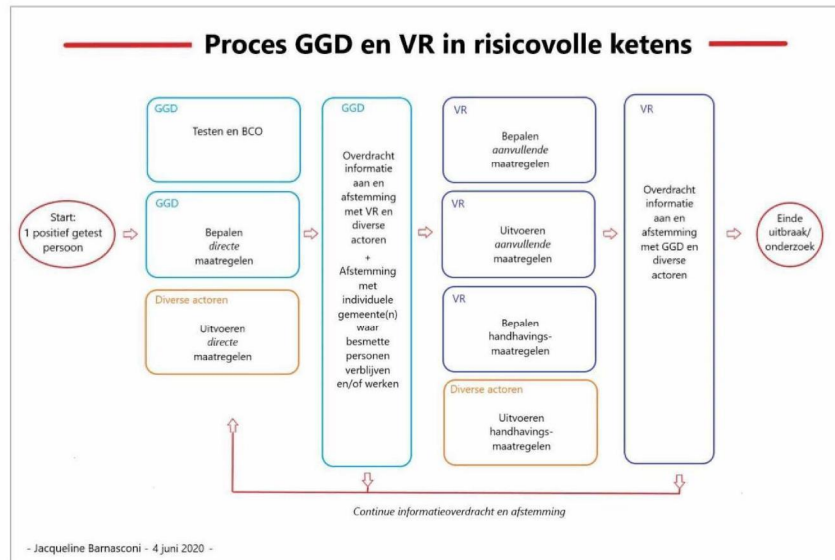 Proces GGD en VR in risicovolle ketens
Start:
1 positief getest
persoon
GGD
Testen en BCO
GGD
Bepalen
directe
maatregelen
Diverse actoren
Uitvoeren
directe
maatregelen
GGD
Overdracht
informatie
aan en
afstemming
met VR en
diverse
actoren
+
Afstemming
met
individuele
gemeente(n)
waar
besmette
personen
verblijven
en/of werken
VR
Bepalen
aanvullende
maatregelen
VR
Uitvoeren
aanvullende
maatregelen
VR
Bepalen
handhavings-
maatregelen
Diverse actoren
Uitvoeren
handhavings-
maatregelen
VR
Overdracht
informatie
aan en
afstemming
met GGD en
diverse
actoren
Einde
uitbraak/
onderzoek
Continue informatieoverdracht en afstemming
- Jacqueline Barnasconi - 4 juni 2020 -